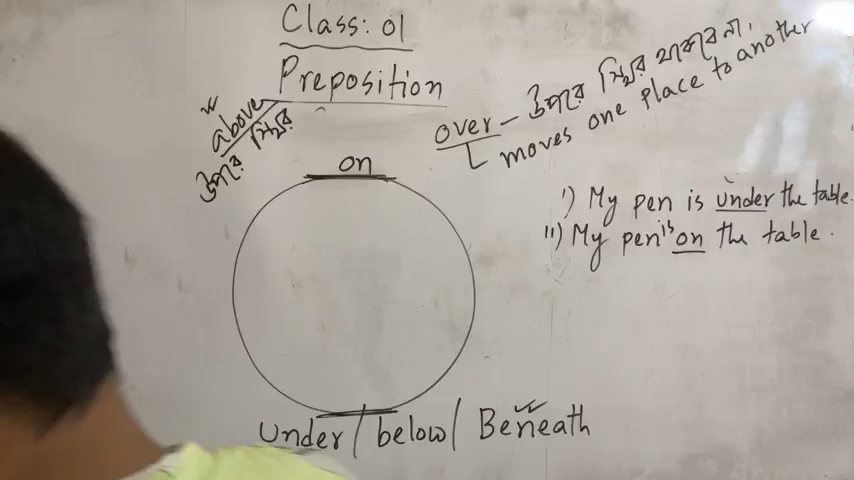 Class: 01
Preposition
above
উপরে স্থির
over - উপরে স্থির থাকবে না।
moves one place to another
on
i) My pen is under the table.
ii) My pen is on the table.
under / below / Beneath